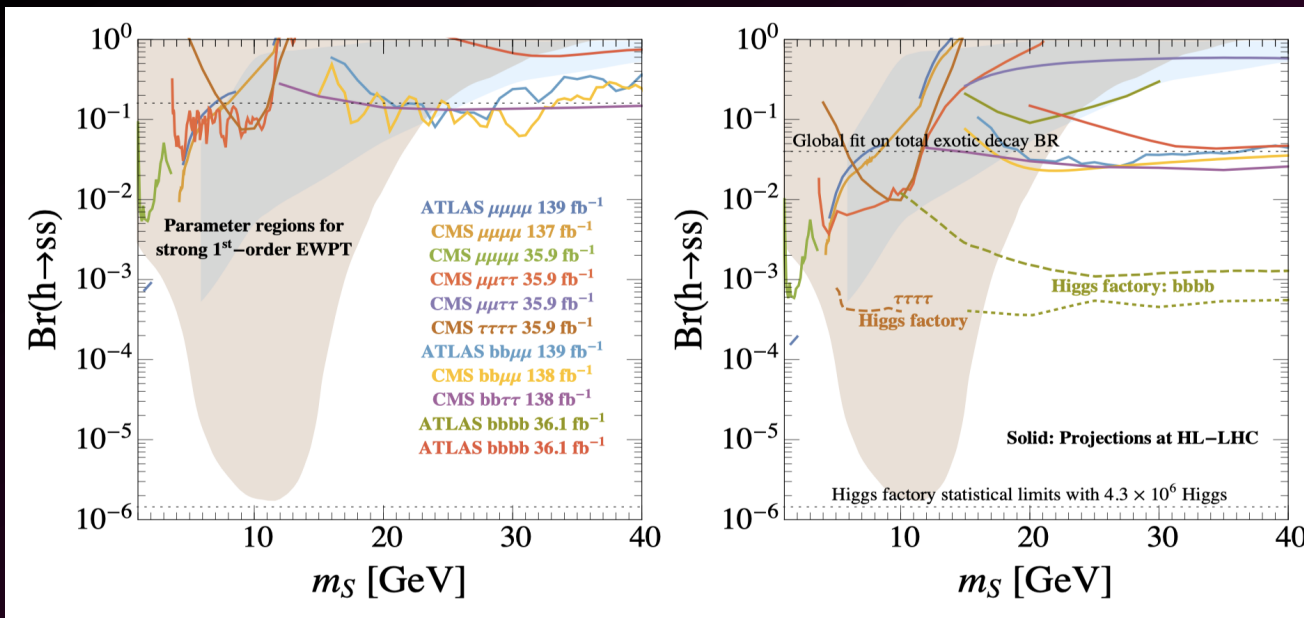 10⁰
10⁻¹
10⁻²
10⁻³
10⁻⁴
10⁻⁵
10⁻⁶
Br(h→ss)
Parameter regions for
strong 1ˢᵗ−order EWPT
ATLAS μμμμ 139 fb⁻¹
CMS μμμμ 137 fb⁻¹
CMS μμμμ 35.9 fb⁻¹
CMS μμττ 35.9 fb⁻¹
CMS μμττ 35.9 fb⁻¹
CMS ττττ 35.9 fb⁻¹
ATLAS bbμμ 139 fb⁻¹
CMS bbμμ 138 fb⁻¹
CMS bbττ 138 fb⁻¹
ATLAS bbbb 36.1 fb⁻¹
ATLAS bbbb 36.1 fb⁻¹
10 20 30 40
m_S [GeV]
10⁰
10⁻¹
10⁻²
10⁻³
10⁻⁴
10⁻⁵
10⁻⁶
Br(h→ss)
Global fit on total exotic decay BR
Higgs factory: bbbb
ττττ
Higgs factory
Solid: Projections at HL−LHC
Higgs factory statistical limits with 4.3 × 10⁶ Higgs
10 20 30 40
m_S [GeV]